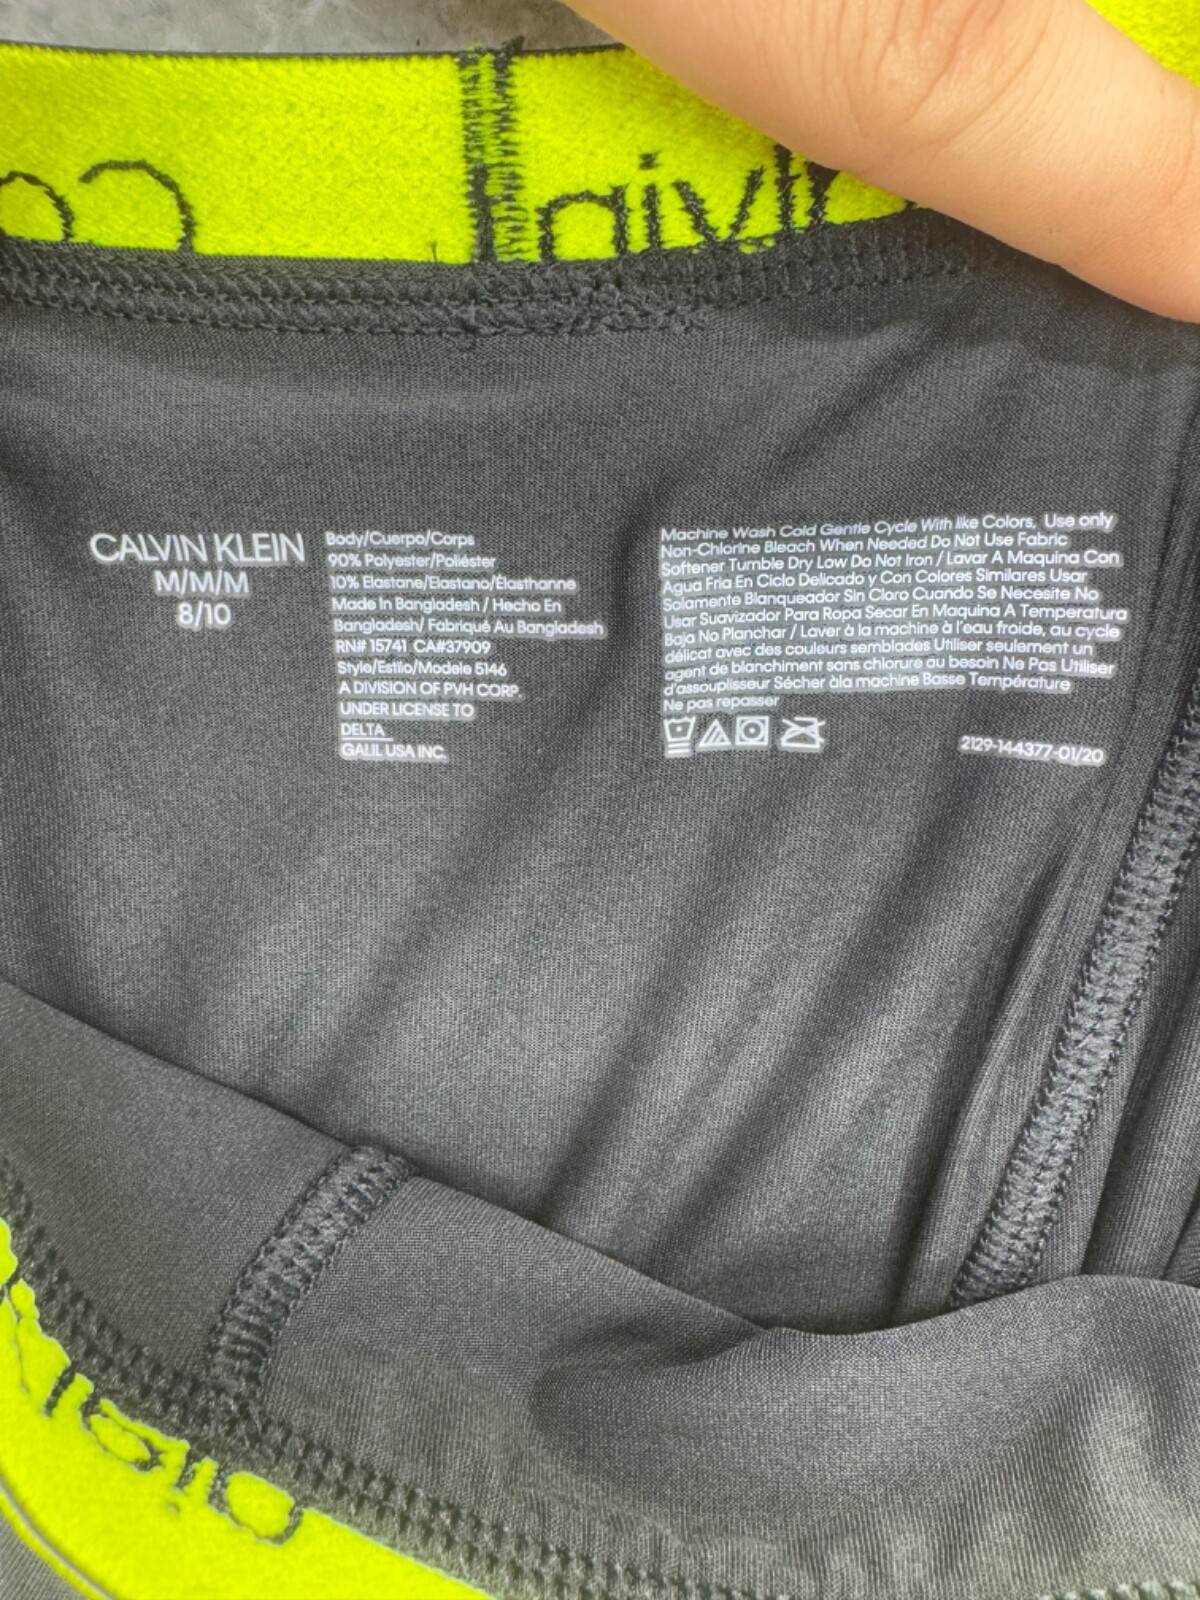 CALVIN KLEIN
M/M/M
8/10
Body/Cuerpo/Corps
90% Polyester/Poliéster
10% Elastane/Elastano/Élasthanne
Made In Bangladesh / Hecho En
Bangladesh/ Fabriqué Au Bangladesh
RN# 15741 CA#37909
Style/Estilo/Modele 5146
A DIVISION OF PVH CORP.
UNDER LICENSE TO
DELTA
GALIL USA INC.
Machine Wash Cold Gentle Cycle With like Colors, Use only
Non-Chlorine Bleach When Needed Do Not Use Fabric
Softener Tumble Dry Low Do Not Iron / Lavar A Maquina Con
Agua Fria En Ciclo Delicado y Con Colores Similares Usar
Solamente Blanqueador Sin Cloro Cuando Se Necesite No
Usar Suavizador Para Ropa Secar En Maquina A Temperatura
Baja No Planchar / Laver à la machine à l'eau froide, au cycle
délicat avec des couleurs semblades Utiliser seulement un
agent de blanchiment sans chlorure au besoin Ne Pas Utiliser
d'assouplisseur Sécher àla machine Basse Température
Ne pas repasser
2129-144377-01/20